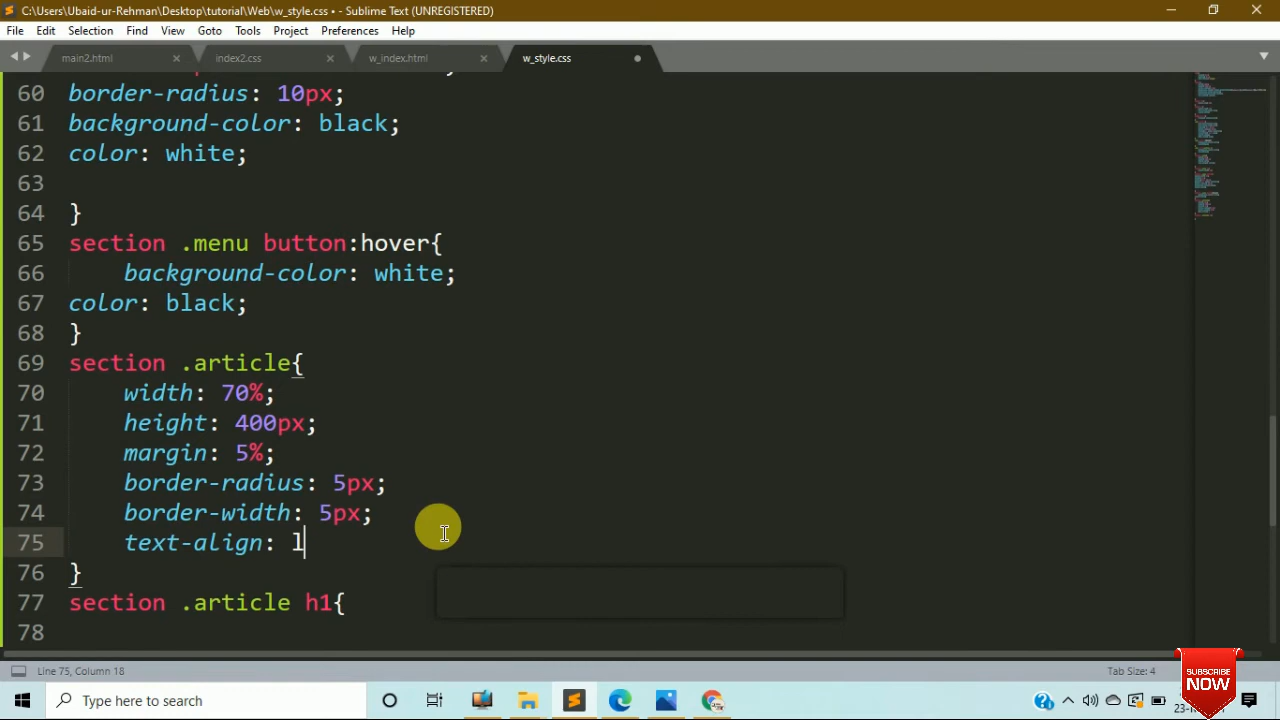 C:\Users\Ubaid-ur-Rehman\Desktop\tutorial\Web\w_style.css • - Sublime Text (UNREGISTERED)
File Edit Selection Find View Goto Tools Project Preferences Help
main2.html index2.css w_index.html w_style.css
60 border-radius: 10px;
61 background-color: black;
62 color: white;
63
64 }
65 section .menu button:hover{
66 background-color: white;
67 color: black;
68 }
69 section .article{
70 width: 70%;
71 height: 400px;
72 margin: 5%;
73 border-radius: 5px;
74 border-width: 5px;
75 text-align: l
76 }
77 section .article h1{
78
Line 75, Column 18
Tab Size: 4
Type here to search
SUBSCRIBE
NOW